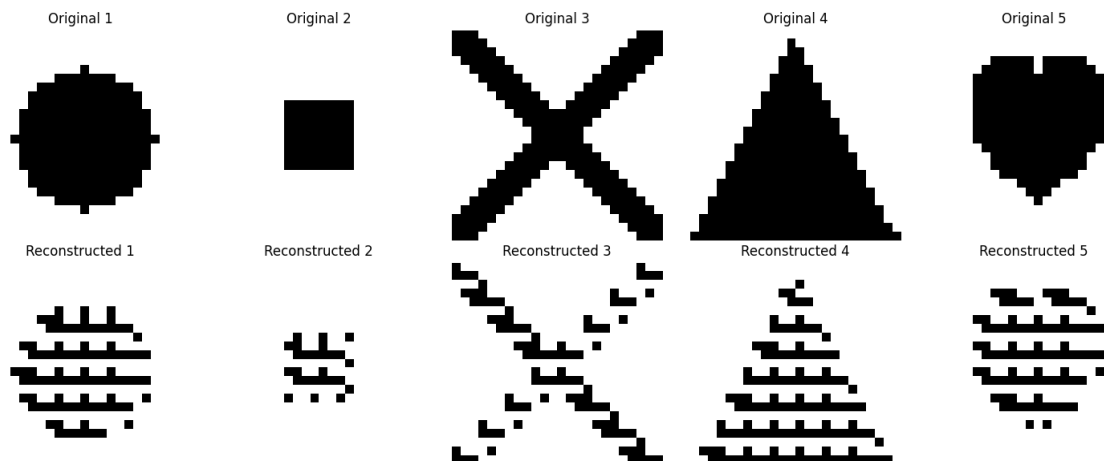 Original 1
Original 2
Original 3
Original 4
Original 5
Reconstructed 1
Reconstructed 2
Reconstructed 3
Reconstructed 4
Reconstructed 5